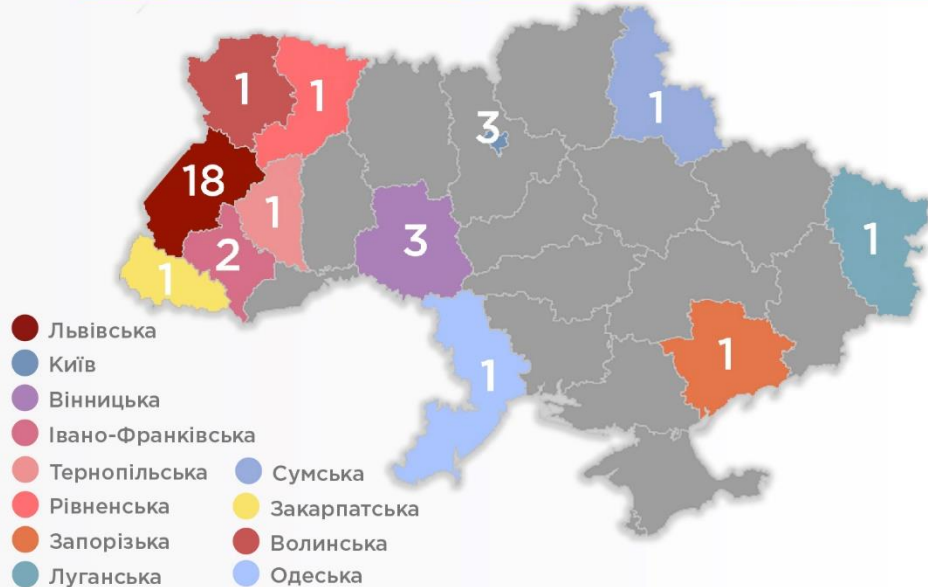 1
1
1
3
18
1
1
2
3
1
1
1
Львівська
Київ
Вінницька
Івано-Франківська
Тернопільська
Рівненська
Запорізька
Луганська
Сумська
Закарпатська
Волинська
Одеська